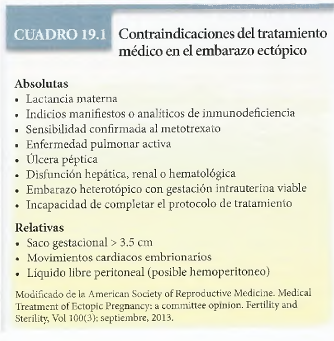 CUADRO 19.1
Contraindicaciones del tratamiento
médico en el embarazo ectópico
Absolutas
• Lactancia materna
• Indicios manifiestos o analíticos de inmunodeficiencia
• Sensibilidad confirmada al metotrexato
• Enfermedad pulmonar activa
• Úlcera péptica
• Disfunción hepática, renal o hematológica
• Embarazo heterotópico con gestación intrauterina viable
• Incapacidad de completar el protocolo de tratamiento
Relativas
• Saco gestacional > 3.5 cm
• Movimientos cardiacos embrionarios
• Líquido libre peritoneal (posible hemoperitoneo)
Modificado de la American Society of Reproductive Medicine. Medical
Treatment of Ectopic Pregnancy: a committee opinion. Fertility and
Sterility, Vol 100(3); septiembre, 2013.